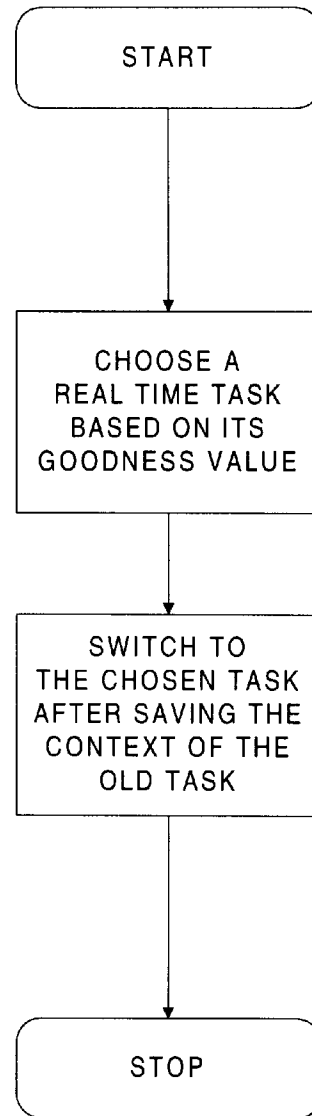 START
CHOOSE A
REAL TIME TASK
BASED ON ITS
GOODNESS VALUE
SWITCH TO
THE CHOSEN TASK
AFTER SAVING THE
CONTEXT OF THE
OLD TASK
STOP